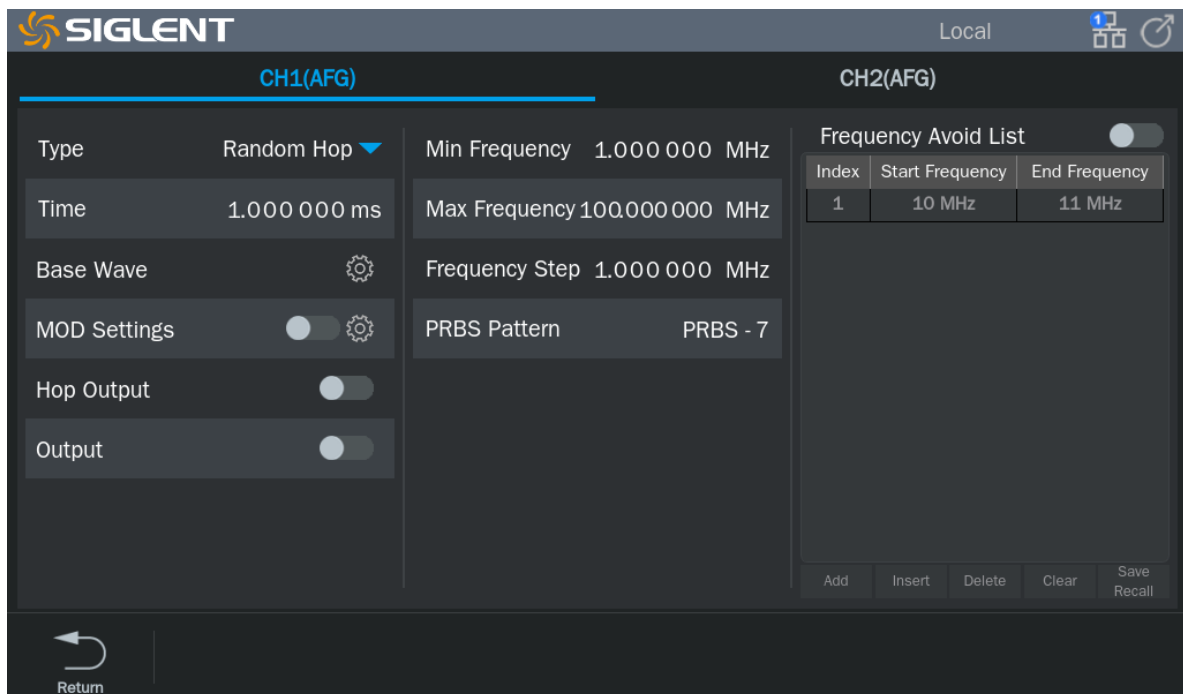 SIGLENT
Local
1
CH1(AFG)
CH2(AFG)
Type Random Hop
Time 1.000 000 ms
Base Wave
MOD Settings
Hop Output
Output
Min Frequency 1.000 000 MHz
Max Frequency 100.000 000 MHz
Frequency Step 1.000 000 MHz
PRBS Pattern PRBS - 7
Frequency Avoid List
Index Start Frequency End Frequency
1 10 MHz 11 MHz
Add Insert Delete Clear Save
Recall
Return